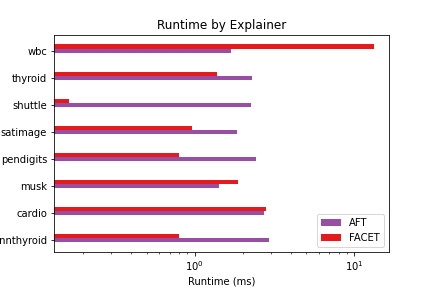 Runtime by Explainer
wbc
thyroid
shuttle
satimage
pendigits
musk
cardio
nnthyroid
AFT
FACET
10⁰
10¹
Runtime (ms)